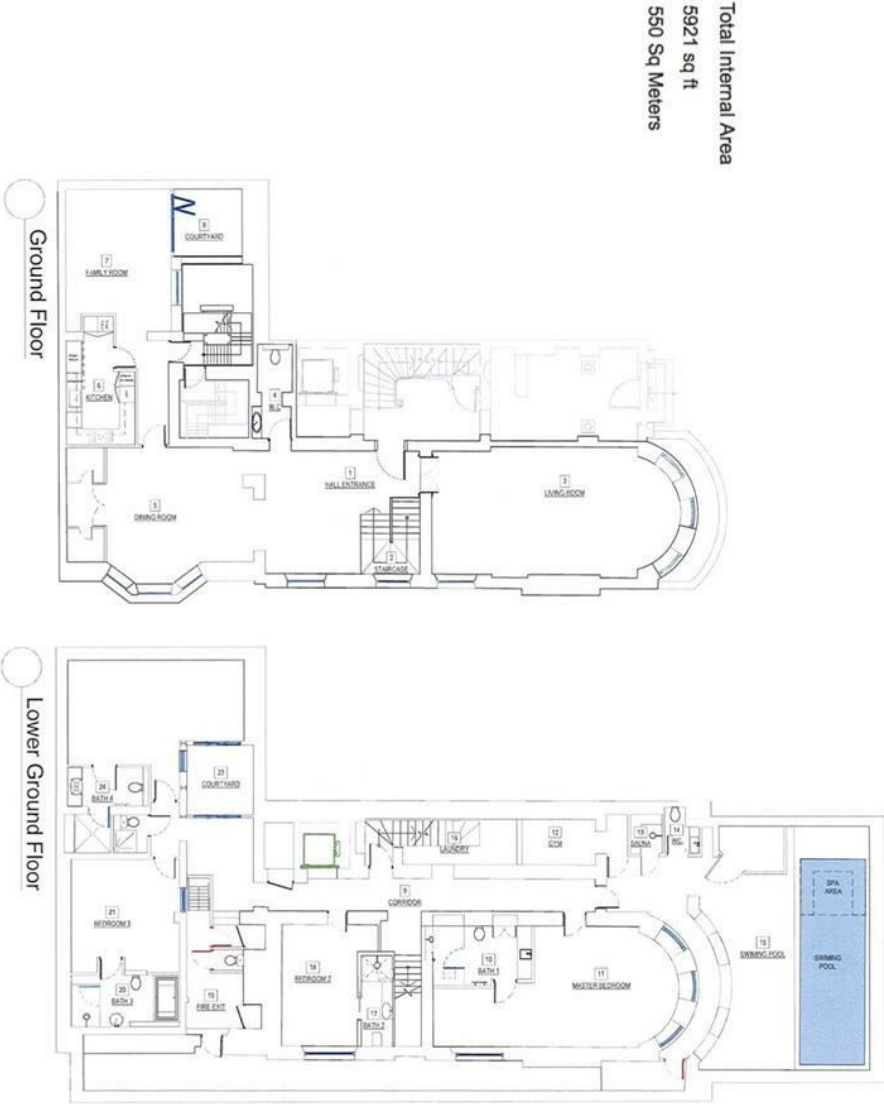 Total Internal Area
5921 sq ft
550 Sq Meters
Ground Floor
8
COURTYARD
7
FAMILY ROOM
6
KITCHEN
4
W.C
1
HALL ENTRANCE
3
LIVING ROOM
5
DINING ROOM
2
STAIRCASE
Lower Ground Floor
23
COURTYARD
24
BATH 4
16
LAUNDRY
12
GYM
13
SAUNA
14
WC
9
CORRIDOR
SPA
AREA
SWIMING
POOL
15
SWIMING POOL
21
BEDROOM 3
20
BATH 3
19
FIRE EXIT
18
BEDROOM 2
17
BATH 2
10
BATH 1
11
MASTER BEDROOM